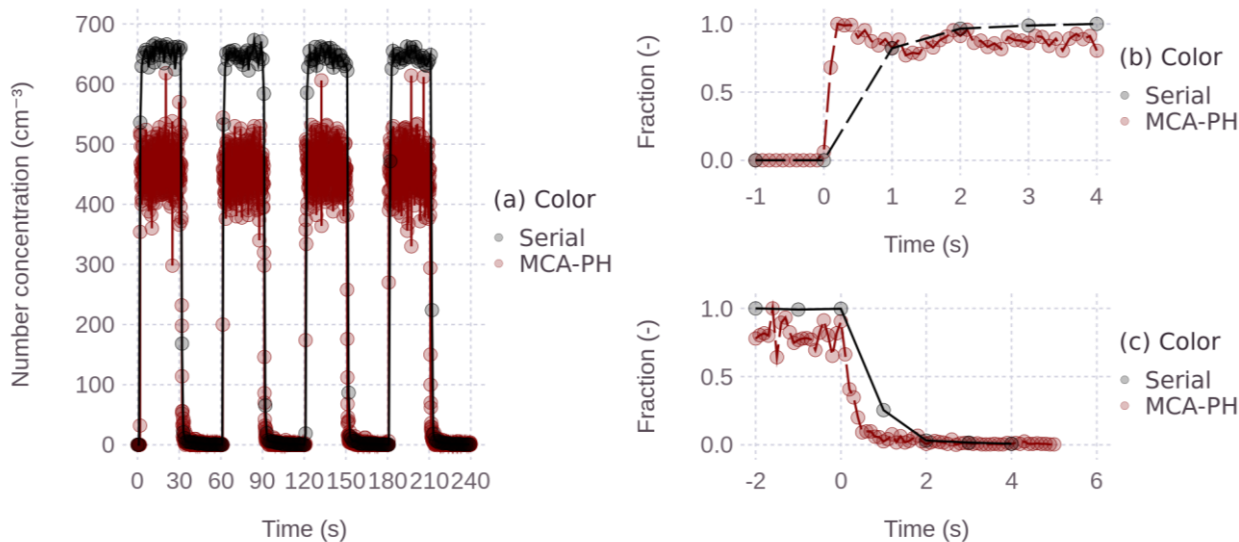 700
600
500
400
300
200
100
0
Number concentration (cm⁻³)
0 30 60 90 120 150 180 210 240
Time (s)
(a) Color
Serial
MCA-PH
1.0
0.5
0.0
Fraction (-)
-1 0 1 2 3 4
Time (s)
(b) Color
Serial
MCA-PH
1.0
0.5
0.0
Fraction (-)
-2 0 2 4 6
Time (s)
(c) Color
Serial
MCA-PH